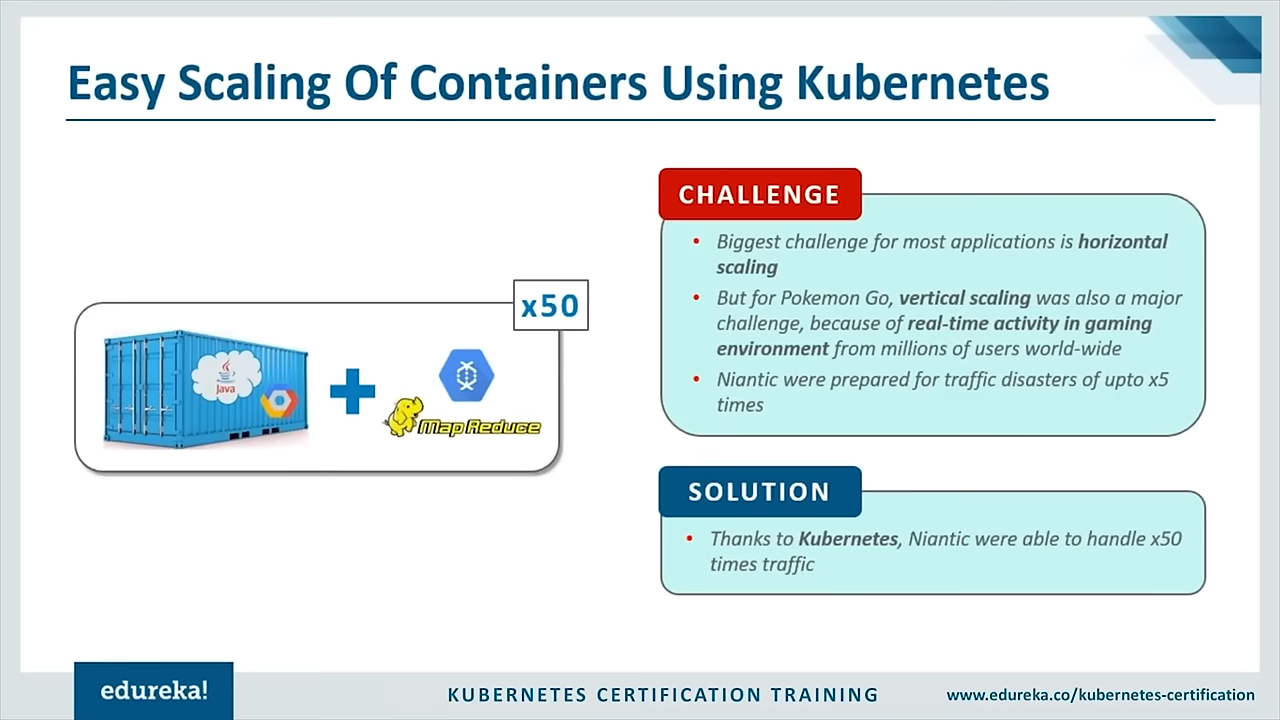 Easy Scaling Of Containers Using Kubernetes
CHALLENGE
• Biggest challenge for most applications is horizontal
scaling
• But for Pokemon Go, vertical scaling was also a major
challenge, because of real-time activity in gaming
environment from millions of users world-wide
• Niantic were prepared for traffic disasters of upto x5
times
x50
Java
Map Reduce
SOLUTION
• Thanks to Kubernetes, Niantic were able to handle x50
times traffic
edureka!
KUBERNETES CERTIFICATION TRAINING
www.edureka.co/kubernetes-certification